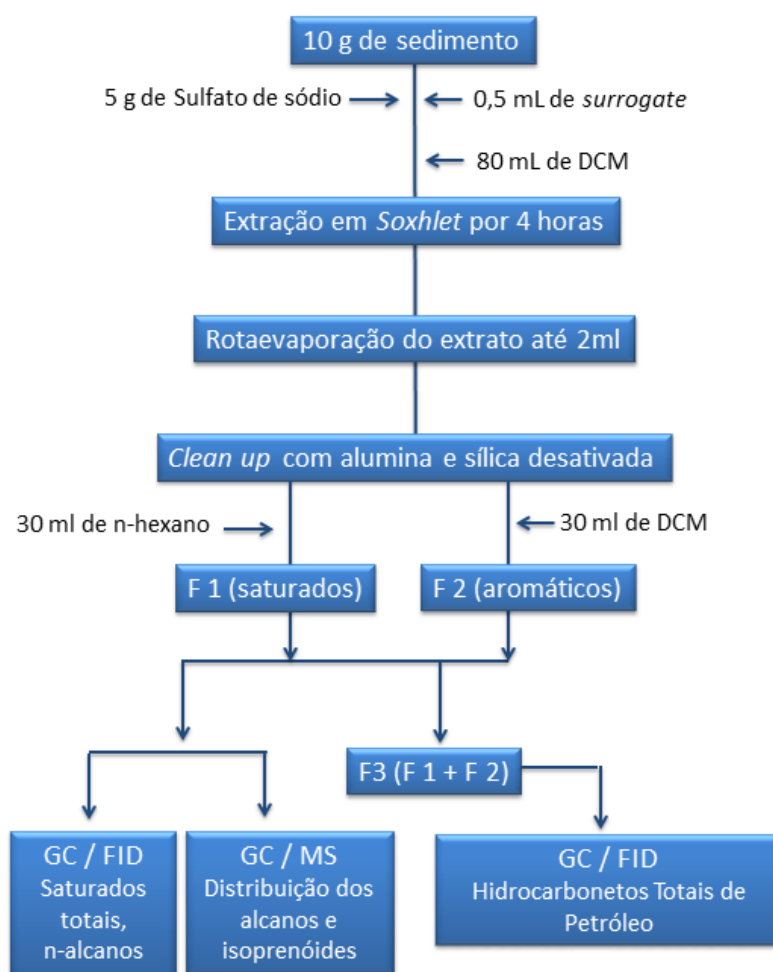 10 g de sedimento
5 g de Sulfato de sódio
0,5 mL de surrogate
80 mL de DCM
Extração em Soxhlet por 4 horas
Rotaevaporação do extrato até 2ml
Clean up com alumina e sílica desativada
30 ml de n-hexano
30 ml de DCM
F 1 (saturados)
F 2 (aromáticos)
F3 (F 1 + F 2)
GC / FID
Saturados
totais,
n-alcanos
GC / MS
Distribuição dos
alcanos e
isoprenóides
GC / FID
Hidrocarbonetos Totais de
Petróleo